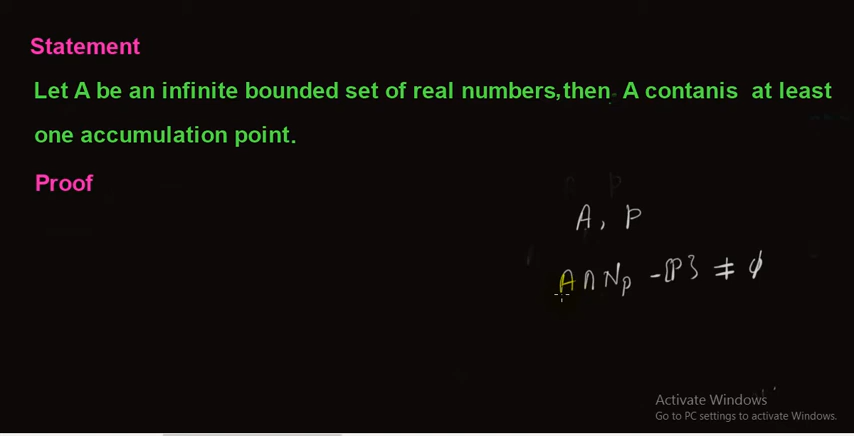 Statement
Let A be an infinite bounded set of real numbers,then A contanis at least
one accumulation point.
Proof
A, P
A ∩ Np - {P} ≠ ϕ
Activate Windows
Go to PC settings to activate Windows.